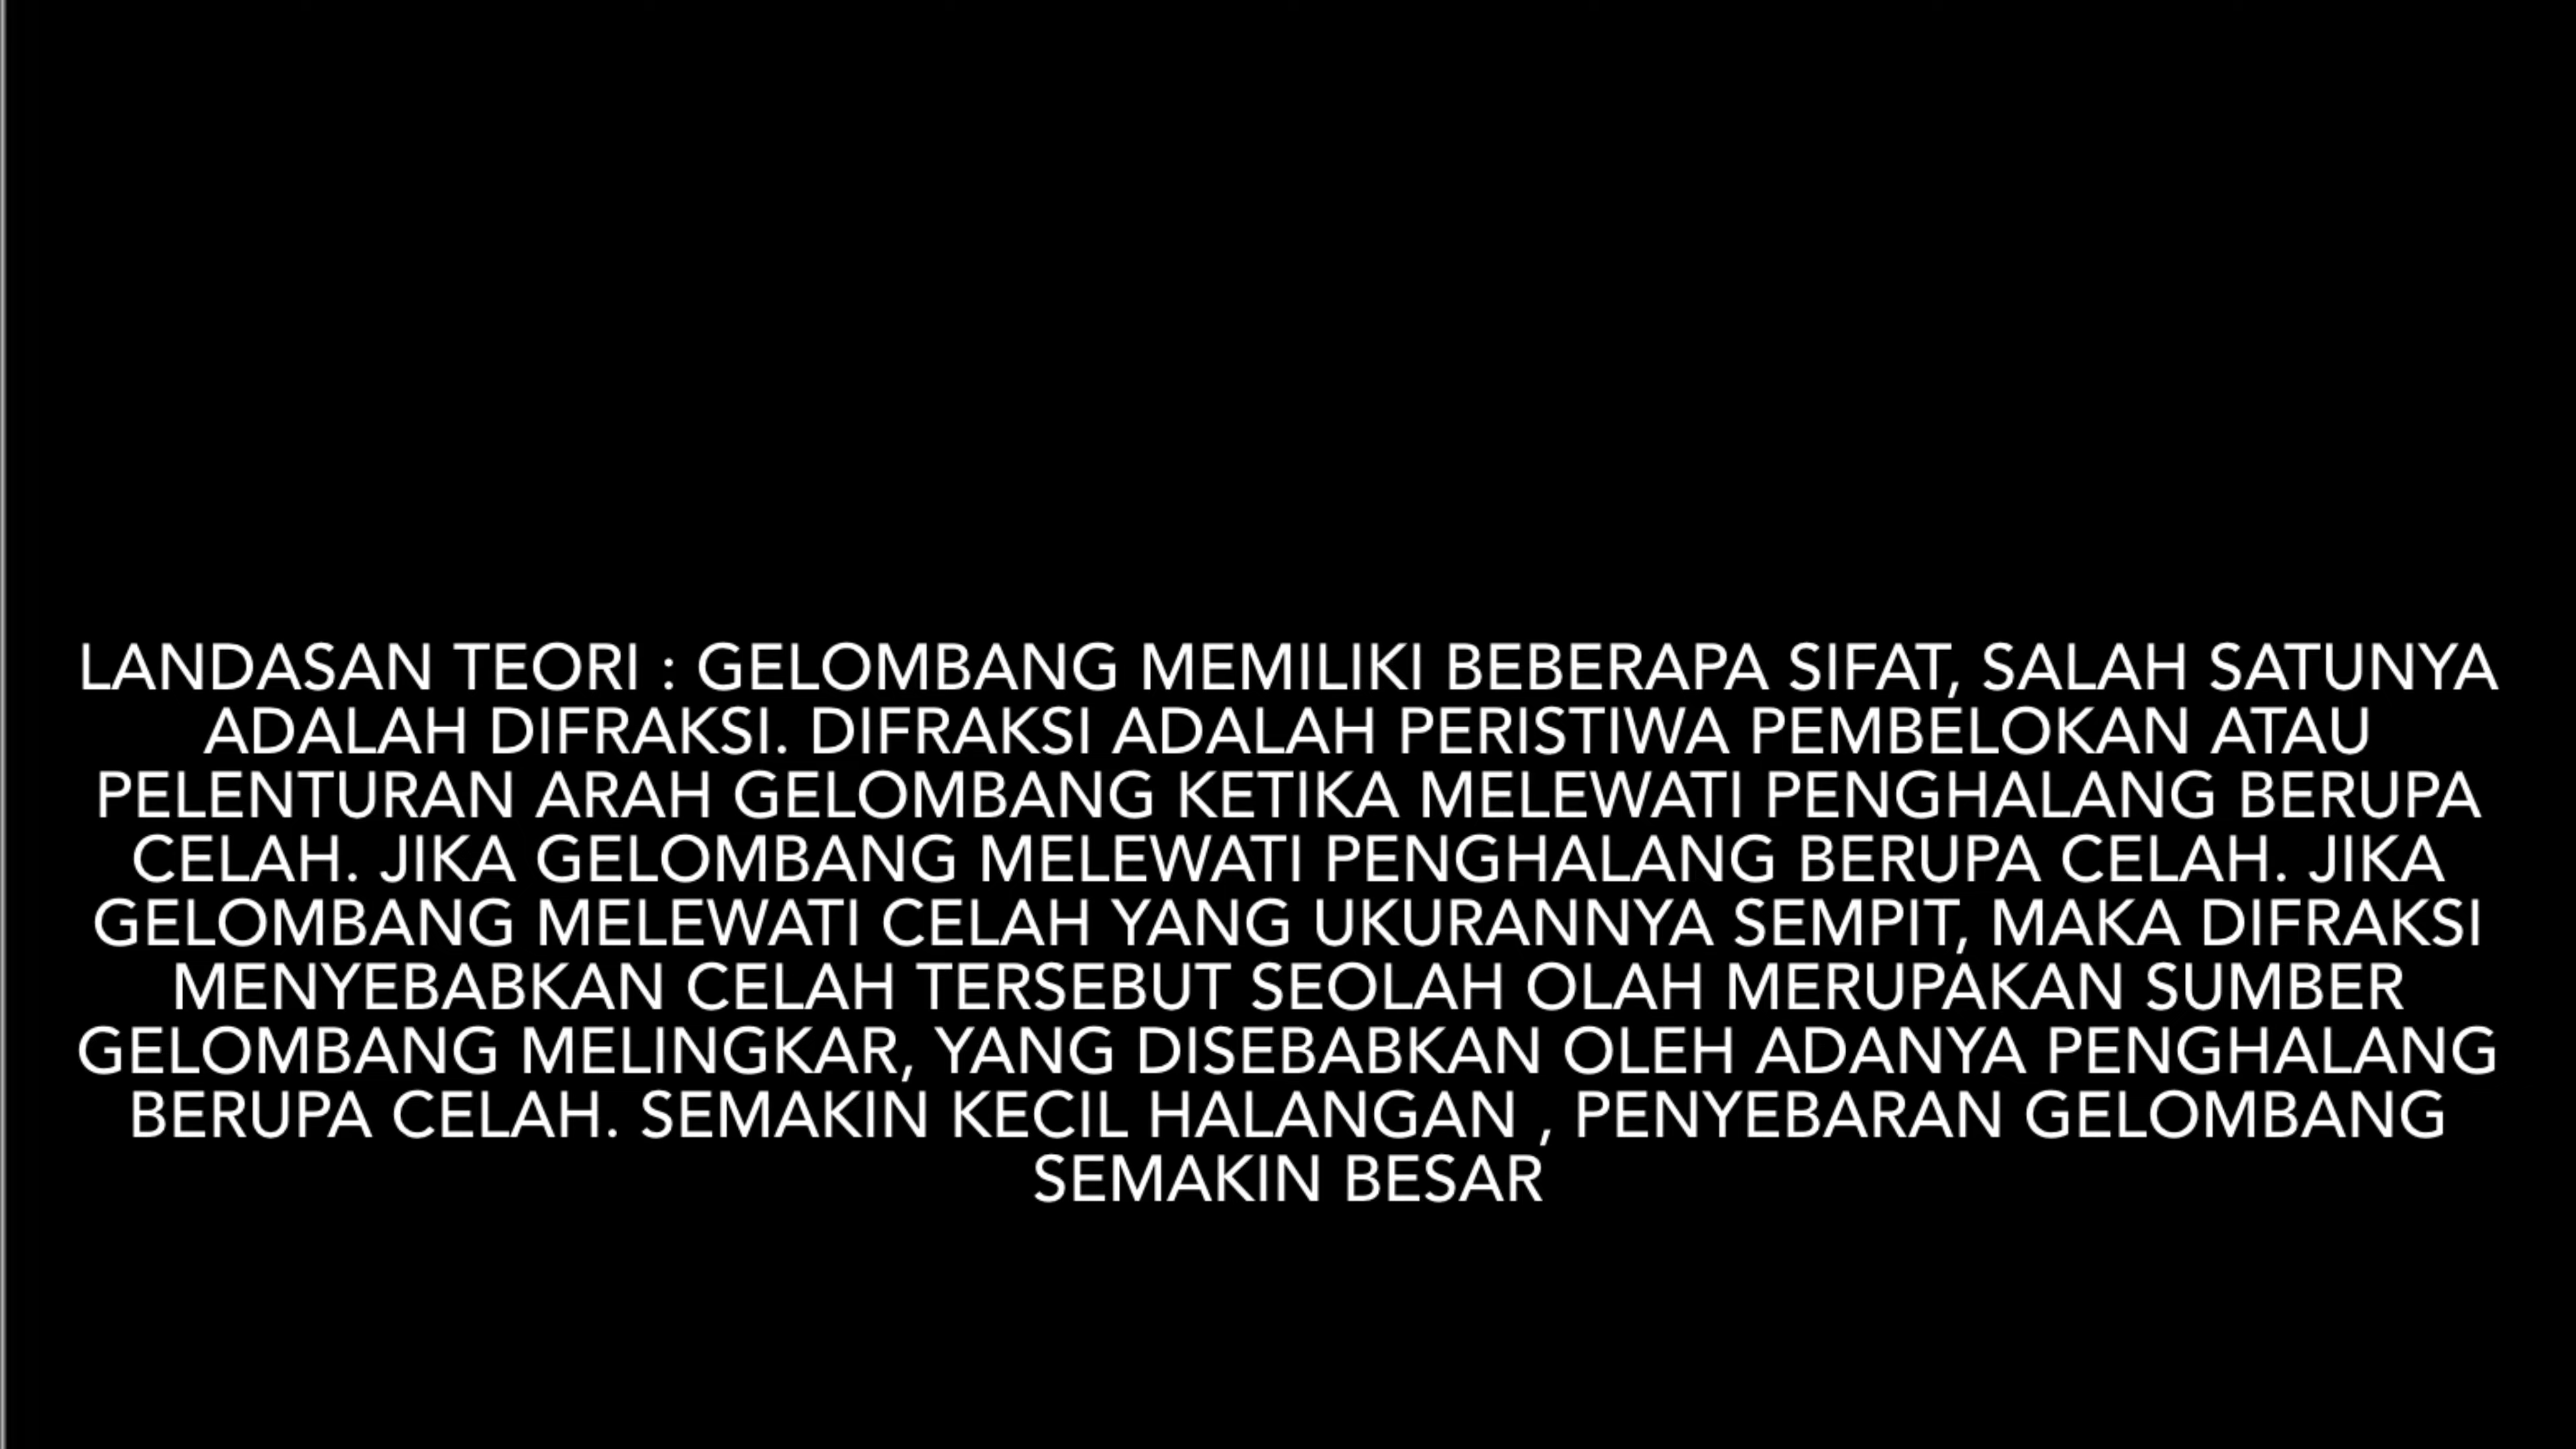 LANDASAN TEORI : GELOMBANG MEMILIKI BEBERAPA SIFAT, SALAH SATUNYA
ADALAH DIFRAKSI. DIFRAKSI ADALAH PERISTIWA PEMBELOKAN ATAU
PELENTURAN ARAH GELOMBANG KETIKA MELEWATI PENGHALANG BERUPA
CELAH. JIKA GELOMBANG MELEWATI PENGHALANG BERUPA CELAH. JIKA
GELOMBANG MELEWATI CELAH YANG UKURANNYA SEMPIT, MAKA DIFRAKSI
MENYEBABKAN CELAH TERSEBUT SEOLAH OLAH MERUPAKAN SUMBER
GELOMBANG MELINGKAR, YANG DISEBABKAN OLEH ADANYA PENGHALANG
BERUPA CELAH. SEMAKIN KECIL HALANGAN , PENYEBARAN GELOMBANG
SEMAKIN BESAR